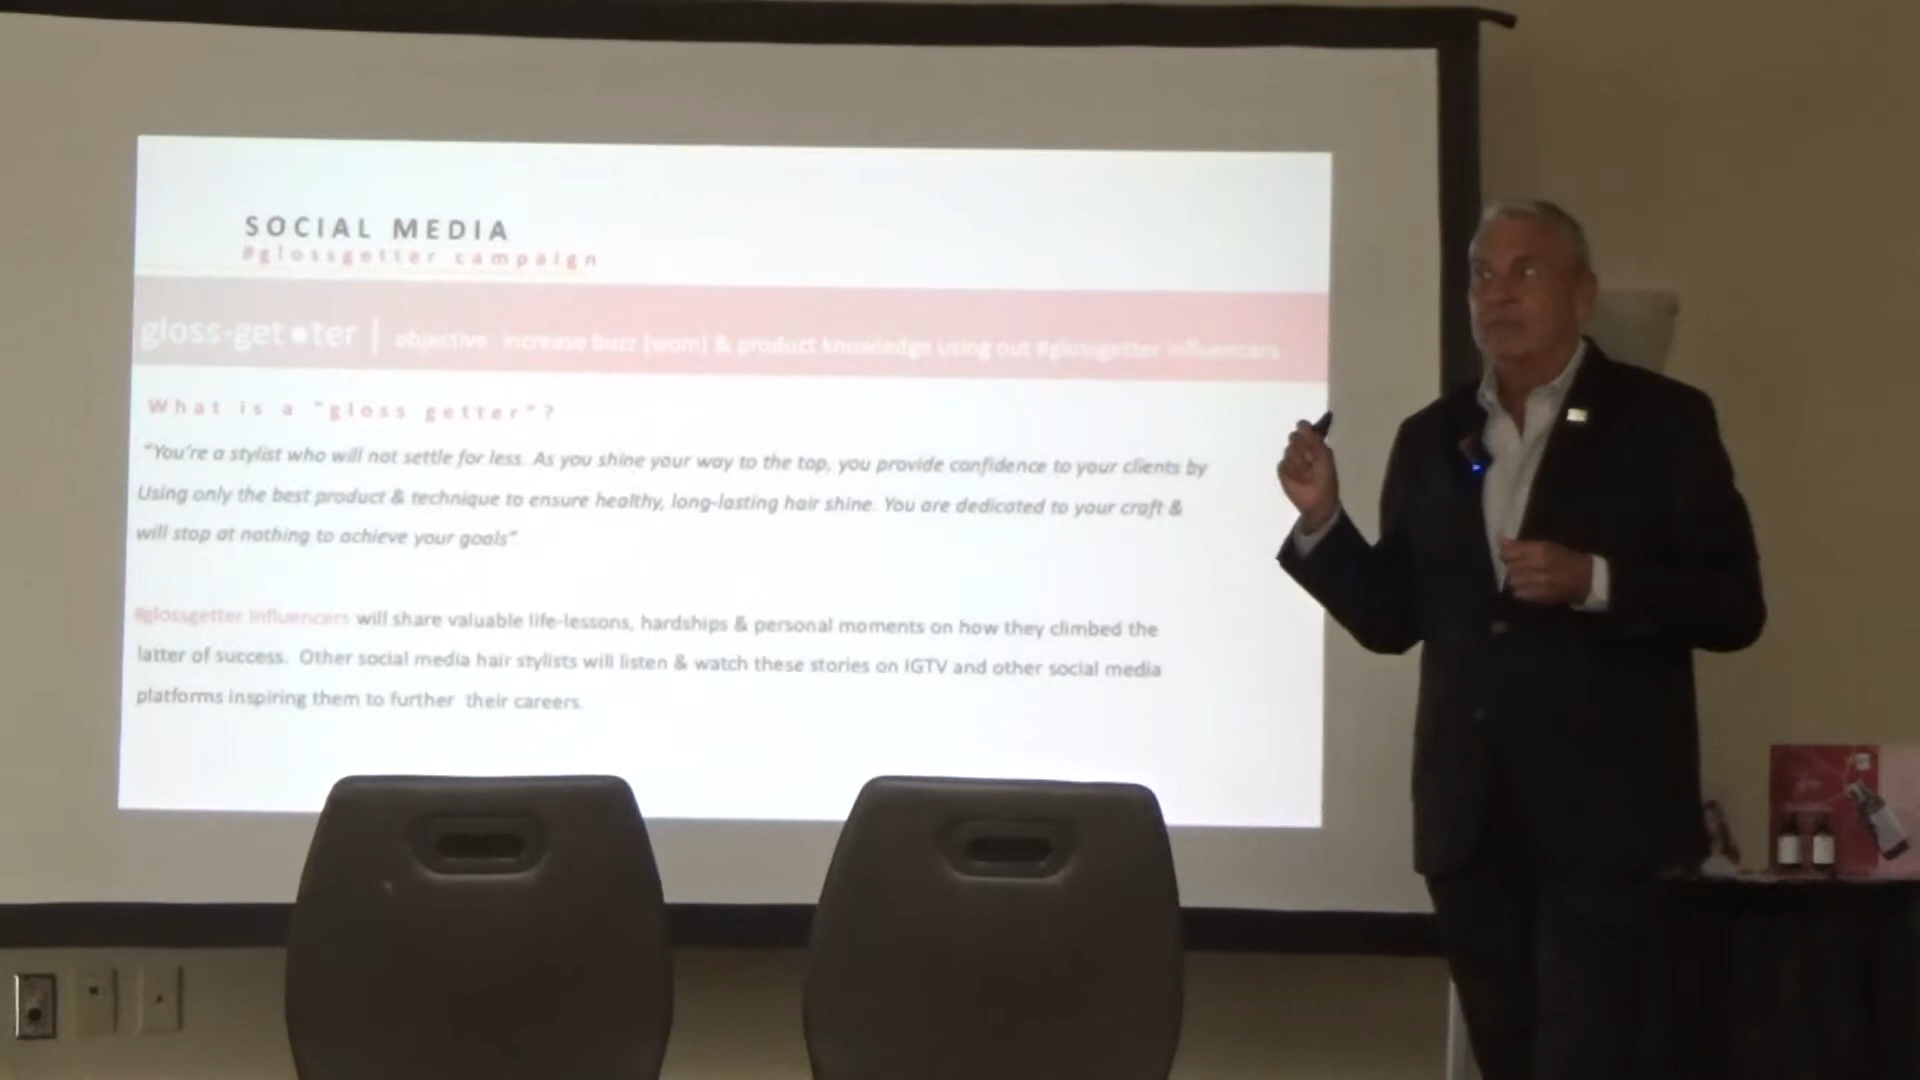 SOCIAL MEDIA
#glossgetter campaign
gloss-get•ter | objective: increase buzz [wom] & product knowledge using out #glossgetter influencers
What is a "gloss getter"?
"You're a stylist who will not settle for less. As you shine your way to the top, you provide confidence to your clients by
Using only the best product & technique to ensure healthy, long-lasting hair shine. You are dedicated to your craft &
will stop at nothing to achieve your goals"
#glossgetter influencers will share valuable life-lessons, hardships & personal moments on how they climbed the
latter of success. Other social media hair stylists will listen & watch these stories on IGTV and other social media
platforms inspiring them to further their careers.